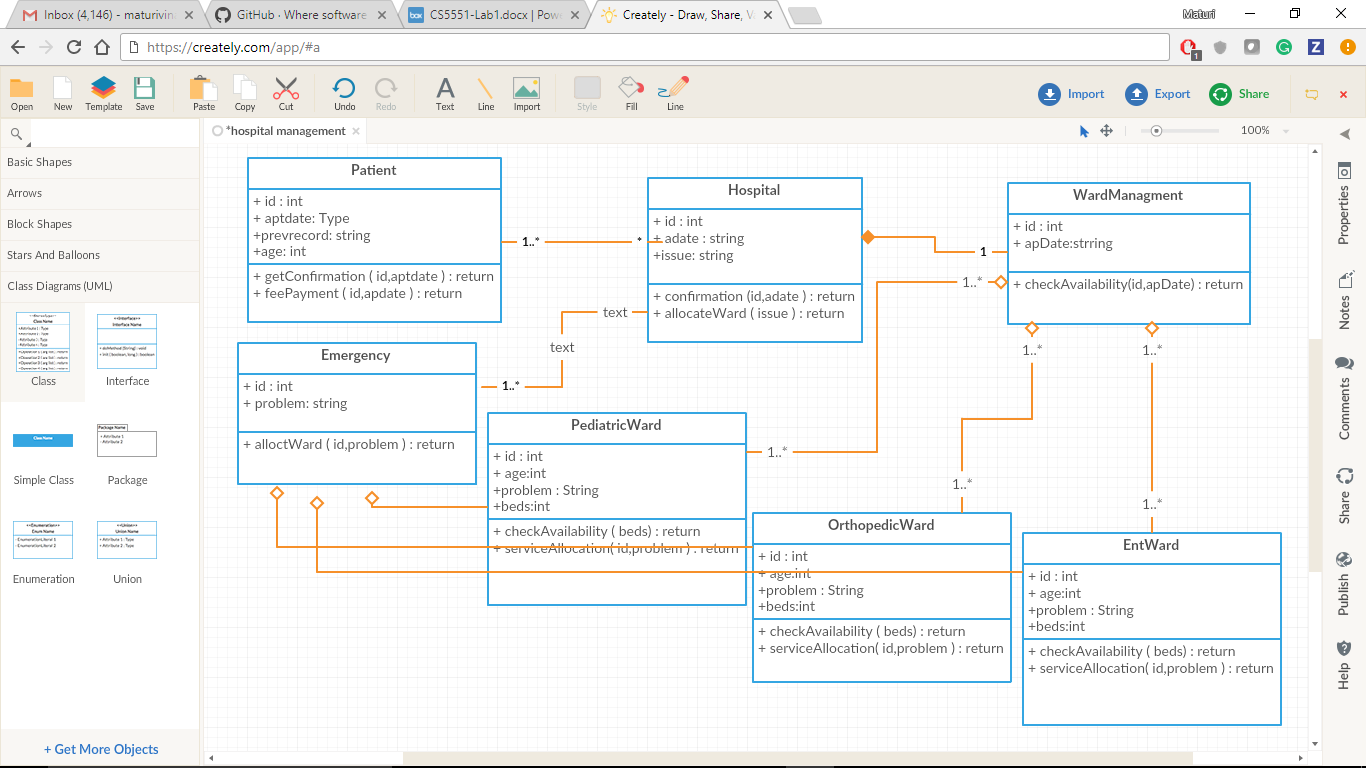 Inbox (4,146) - maturivin
GitHub · Where software
CS5551-Lab1.docx | Pow
Creately - Draw, Share, V
Maturi
https://creately.com/app/#a
1
Z
Open
New
Template
Save
Paste
Copy
Cut
Undo
Redo
Text
Line
Import
Style
Fill
Line
Import
Export
Share
*hospital management
100%
Basic Shapes
Arrows
Block Shapes
Stars And Balloons
Class Diagrams (UML)
Class
Interface
Simple Class
Package
Enumeration
Union
+ Get More Objects
Patient
+ id : int
+ aptdate: Type
+prevrecord: string
+age: int
+ getConfirmation ( id,aptdate ) : return
+ feePayment ( id,apdate ) : return
1..*
*
Hospital
+ id : int
+ adate : string
+issue: string
+ confirmation (id,adate ) : return
+ allocateWard ( issue ) : return
1
1..*
WardManagment
+ id : int
+ apDate:strring
+ checkAvailability(id,apDate) : return
text
text
1..*
Emergency
+ id : int
+ problem: string
+ alloctWard ( id,problem ) : return
1..*
1..*
PediatricWard
+ id : int
+ age:int
+problem : String
+beds:int
+ checkAvailability ( beds) : return
+ serviceAllocation( id,problem ) : return
1..*
1..*
1..*
OrthopedicWard
+ id : int
+ age:int
+problem : String
+beds:int
+ checkAvailability ( beds) : return
+ serviceAllocation( id,problem ) : return
EntWard
+ id : int
+ age:int
+problem : String
+beds:int
+ checkAvailability ( beds) : return
+ serviceAllocation( id,problem ) : return
Properties
Notes
Comments
Share
Publish
Help